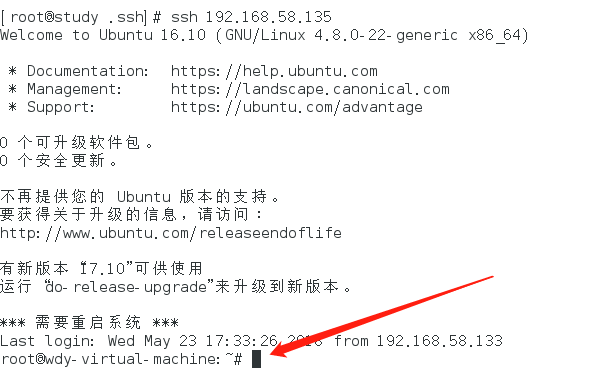 [root@study .ssh]# ssh 192.168.58.135
Welcome to Ubuntu 16.10 (GNU/Linux 4.8.0-22-generic x86_64)
* Documentation: https://help.ubuntu.com
* Management: https://landscape.canonical.com
* Support: https://ubuntu.com/advantage
0 个可升级软件包。
0 个安全更新。
不再提供您的 Ubuntu 版本的支持。
要获得关于升级的信息，请访问：
http://www.ubuntu.com/releaseendoflife
有新版本“17.10”可供使用
运行“do-release-upgrade”来升级到新版本。
*** 需要重启系统 ***
Last login: Wed May 23 17:33:26 2018 from 192.168.58.133
root@wdy-virtual-machine:~#